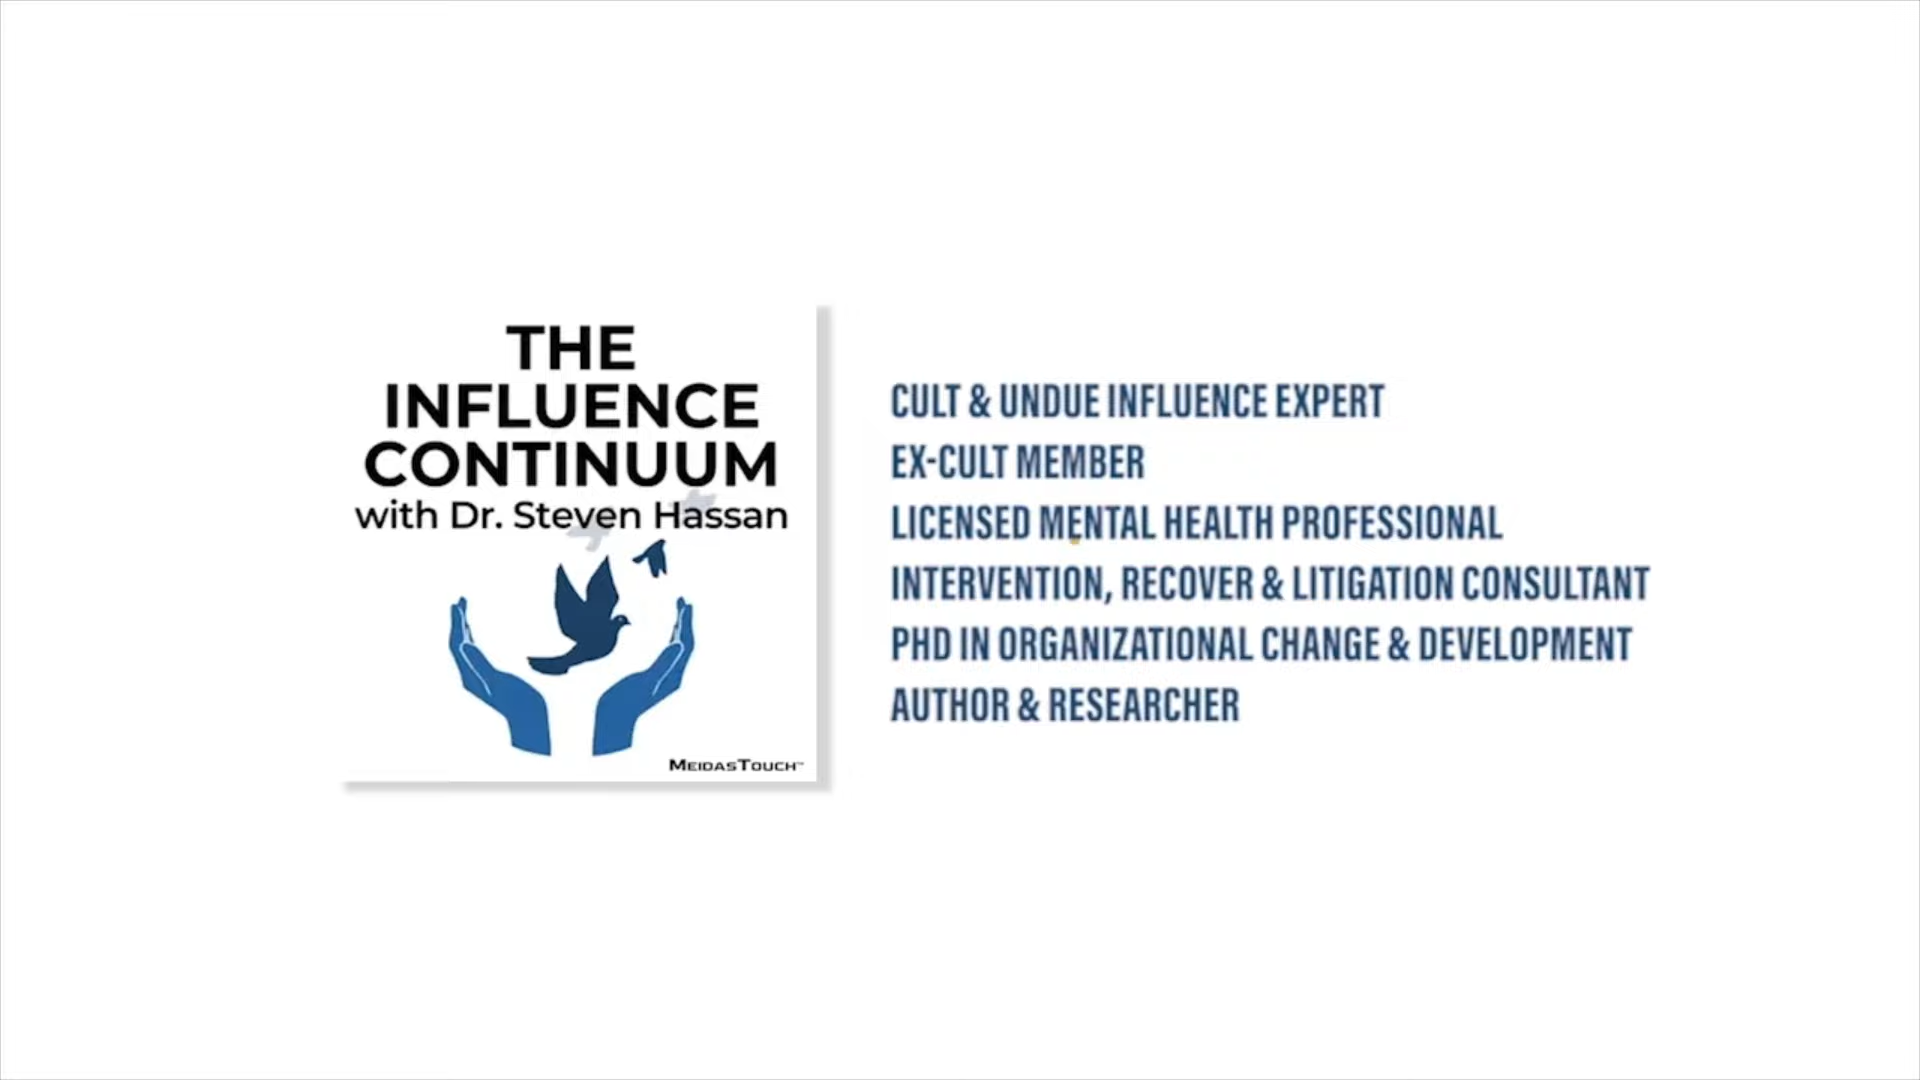 THE
INFLUENCE
CONTINUUM
with Dr. Steven Hassan
MEIDASTOUCH™
CULT & UNDUE INFLUENCE EXPERT
EX-CULT MEMBER
LICENSED MENTAL HEALTH PROFESSIONAL
INTERVENTION, RECOVER & LITIGATION CONSULTANT
PHD IN ORGANIZATIONAL CHANGE & DEVELOPMENT
AUTHOR & RESEARCHER